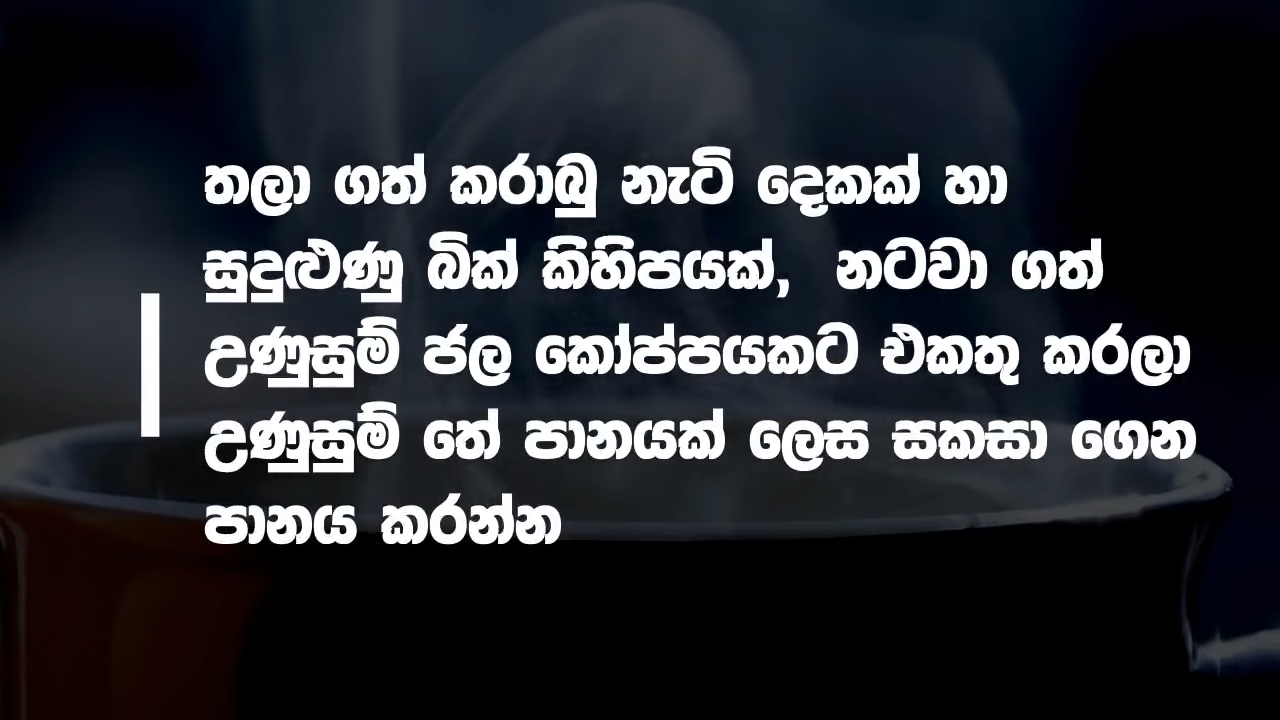 තලා ගත් කරාබු නැටි දෙකක් හා
සුදුළුණු බික් කිහිපයක්,  නටවා ගත්
උණුසුම් ජල කෝප්පයකට එකතු කරලා
උණුසුම් තේ පානයක් ලෙස සකසා ගෙන
පානය කරන්න